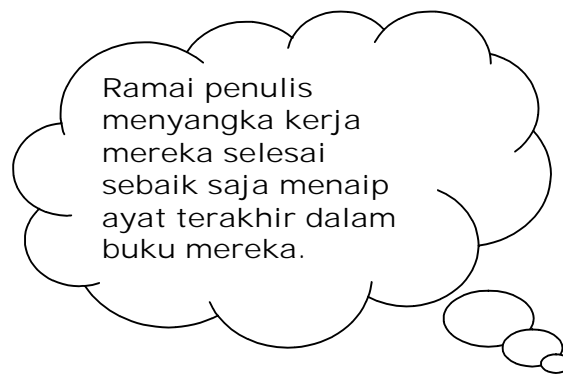 Ramai penulis
menyangka kerja
mereka selesai
sebaik saja menaip
ayat terakhir dalam
buku mereka.